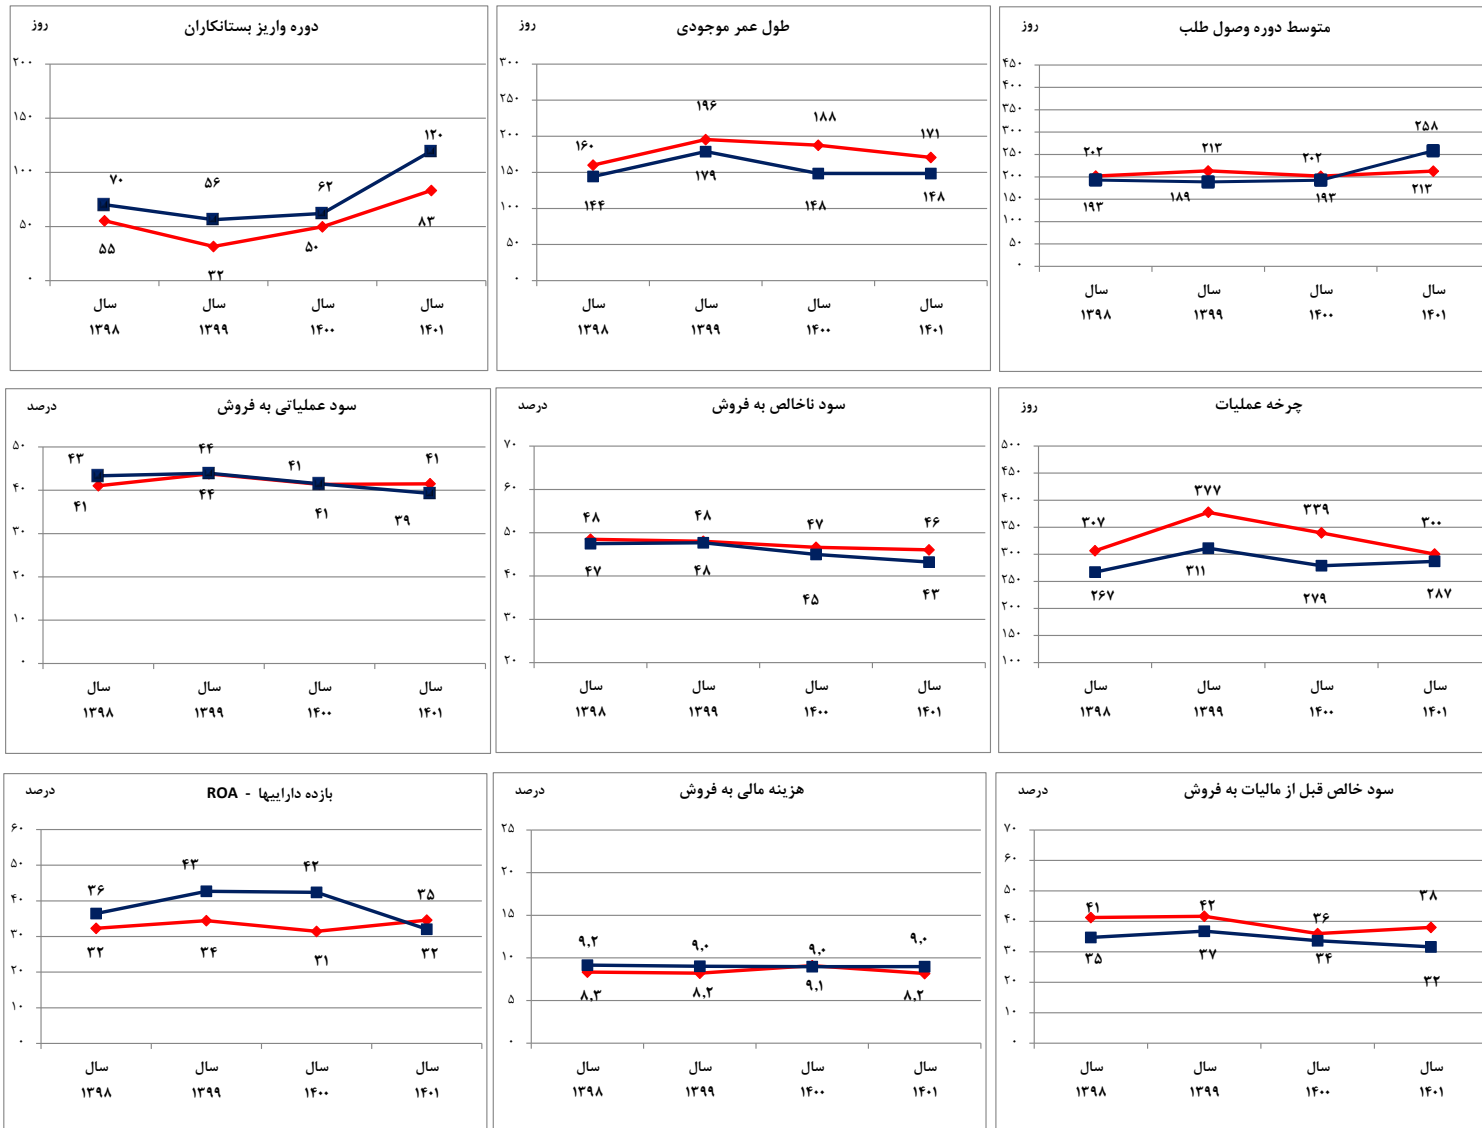 متوسط دوره وصول طلب
روز
۴۵۰
۴۰۰
۳۵۰
۳۰۰
۲۵۰
۲۰۰
۱۵۰
۱۰۰
۵۰
۰
۲۰۲
۲۱۳
۲۰۲
۲۵۸
۱۹۳
۱۸۹
۱۹۳
۲۱۳
سال ۱۳۹۸
سال ۱۳۹۹
سال ۱۴۰۰
سال ۱۴۰۱
طول عمر موجودی
روز
۳۰۰
۲۵۰
۲۰۰
۱۵۰
۱۰۰
۵۰
۰
۱۶۰
۱۹۶
۱۸۸
۱۷۱
۱۴۴
۱۷۹
۱۴۸
۱۴۸
سال ۱۳۹۸
سال ۱۳۹۹
سال ۱۴۰۰
سال ۱۴۰۱
دوره واریز بستانکاران
روز
۲۰۰
۱۵۰
۱۰۰
۵۰
۰
۷۰
۵۶
۶۲
۱۲۰
۵۵
۳۲
۵۰
۸۳
سال ۱۳۹۸
سال ۱۳۹۹
سال ۱۴۰۰
سال ۱۴۰۱
چرخه عملیات
روز
۵۰۰
۴۵۰
۴۰۰
۳۵۰
۳۰۰
۲۵۰
۲۰۰
۱۵۰
۱۰۰
۳۰۷
۳۷۷
۳۳۹
۳۰۰
۲۶۷
۳۱۱
۲۷۹
۲۸۷
سال ۱۳۹۸
سال ۱۳۹۹
سال ۱۴۰۰
سال ۱۴۰۱
سود ناخالص به فروش
درصد
۷۰
۶۰
۵۰
۴۰
۳۰
۲۰
۴۸
۴۸
۴۷
۴۶
۴۷
۴۸
۴۵
۴۳
سال ۱۳۹۸
سال ۱۳۹۹
سال ۱۴۰۰
سال ۱۴۰۱
سود عملیاتی به فروش
درصد
۵۰
۴۰
۳۰
۲۰
۱۰
۰
۴۳
۴۴
۴۱
۴۱
۴۱
۴۴
۴۱
۳۹
سال ۱۳۹۸
سال ۱۳۹۹
سال ۱۴۰۰
سال ۱۴۰۱
سود خالص قبل از مالیات به فروش
درصد
۷۰
۶۰
۵۰
۴۰
۳۰
۲۰
۱۰
۰
۴۱
۴۲
۳۶
۳۸
۳۵
۳۷
۳۴
۳۲
سال ۱۳۹۸
سال ۱۳۹۹
سال ۱۴۰۰
سال ۱۴۰۱
هزینه مالی به فروش
درصد
۲۵
۲۰
۱۵
۱۰
۵
۰
۹٫۲
۹٫۰
۹٫۰
۹٫۰
۸٫۳
۸٫۲
۹٫۱
۸٫۲
سال ۱۳۹۸
سال ۱۳۹۹
سال ۱۴۰۰
سال ۱۴۰۱
بازده داراییها - ROA
درصد
۶۰
۵۰
۴۰
۳۰
۲۰
۱۰
۰
۳۶
۴۳
۴۲
۳۵
۳۲
۳۴
۳۱
۳۲
سال ۱۳۹۸
سال ۱۳۹۹
سال ۱۴۰۰
سال ۱۴۰۱